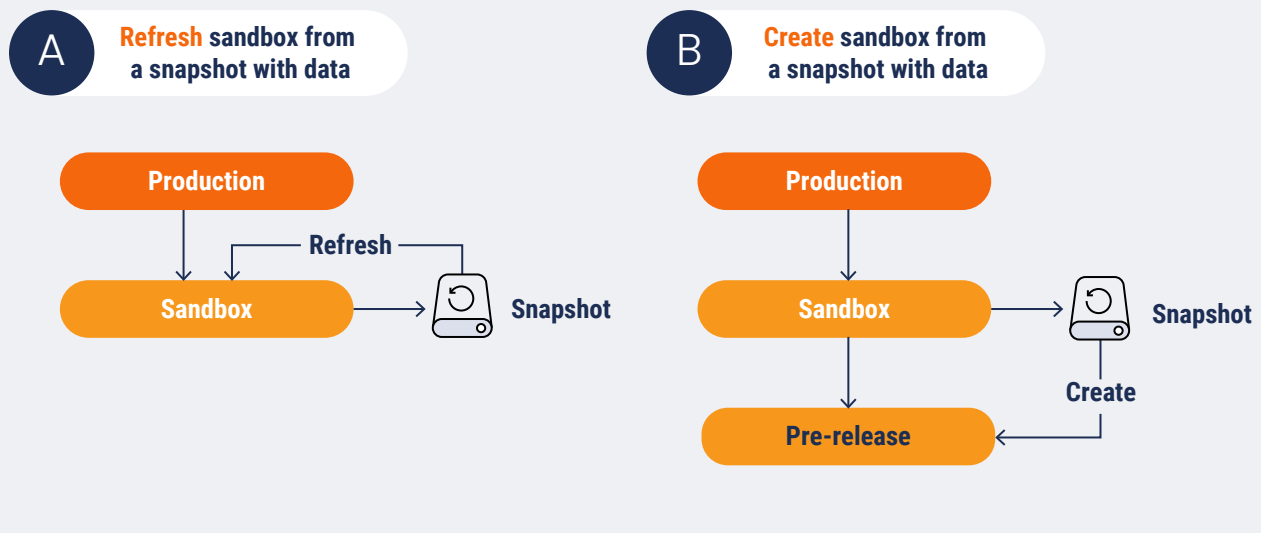 A
Refresh sandbox from
a snapshot with data
Production
Refresh
Sandbox
Snapshot
B
Create sandbox from
a snapshot with data
Production
Sandbox
Snapshot
Create
Pre-release